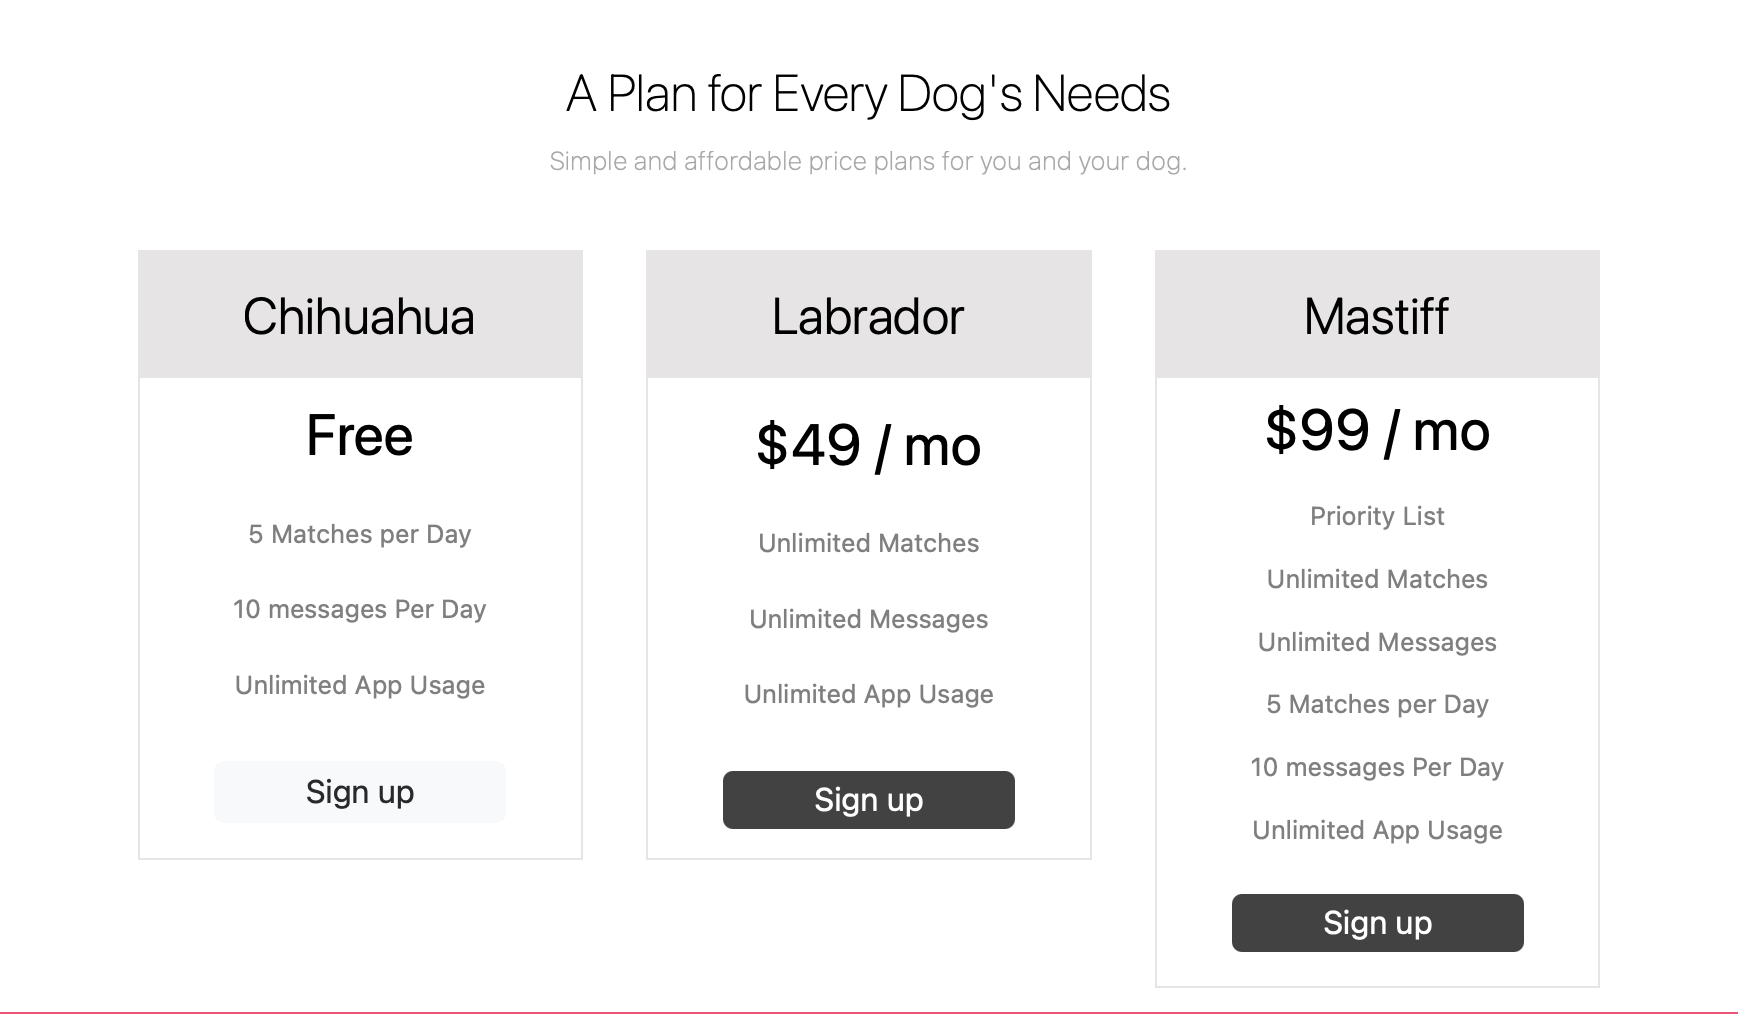 A Plan for Every Dog's Needs
Simple and affordable price plans for you and your dog.
Chihuahua
Free
5 Matches per Day
10 messages Per Day
Unlimited App Usage
Sign up
Labrador
$49 / mo
Unlimited Matches
Unlimited Messages
Unlimited App Usage
Sign up
Mastiff
$99 / mo
Priority List
Unlimited Matches
Unlimited Messages
5 Matches per Day
10 messages Per Day
Unlimited App Usage
Sign up